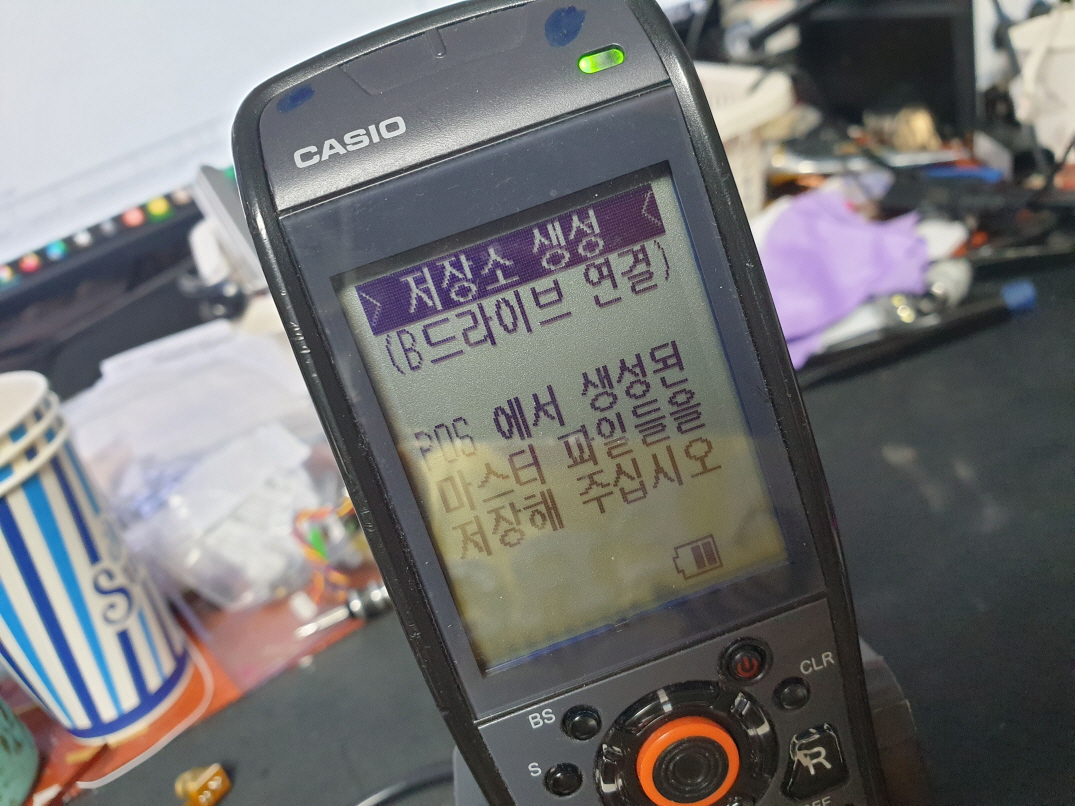 CASIO
> 저장소 생성 <
(B드라이브 연결)
POS 에서 생성된
마스터 파일들을
저장해 주십시오
CLR
BS
S
R